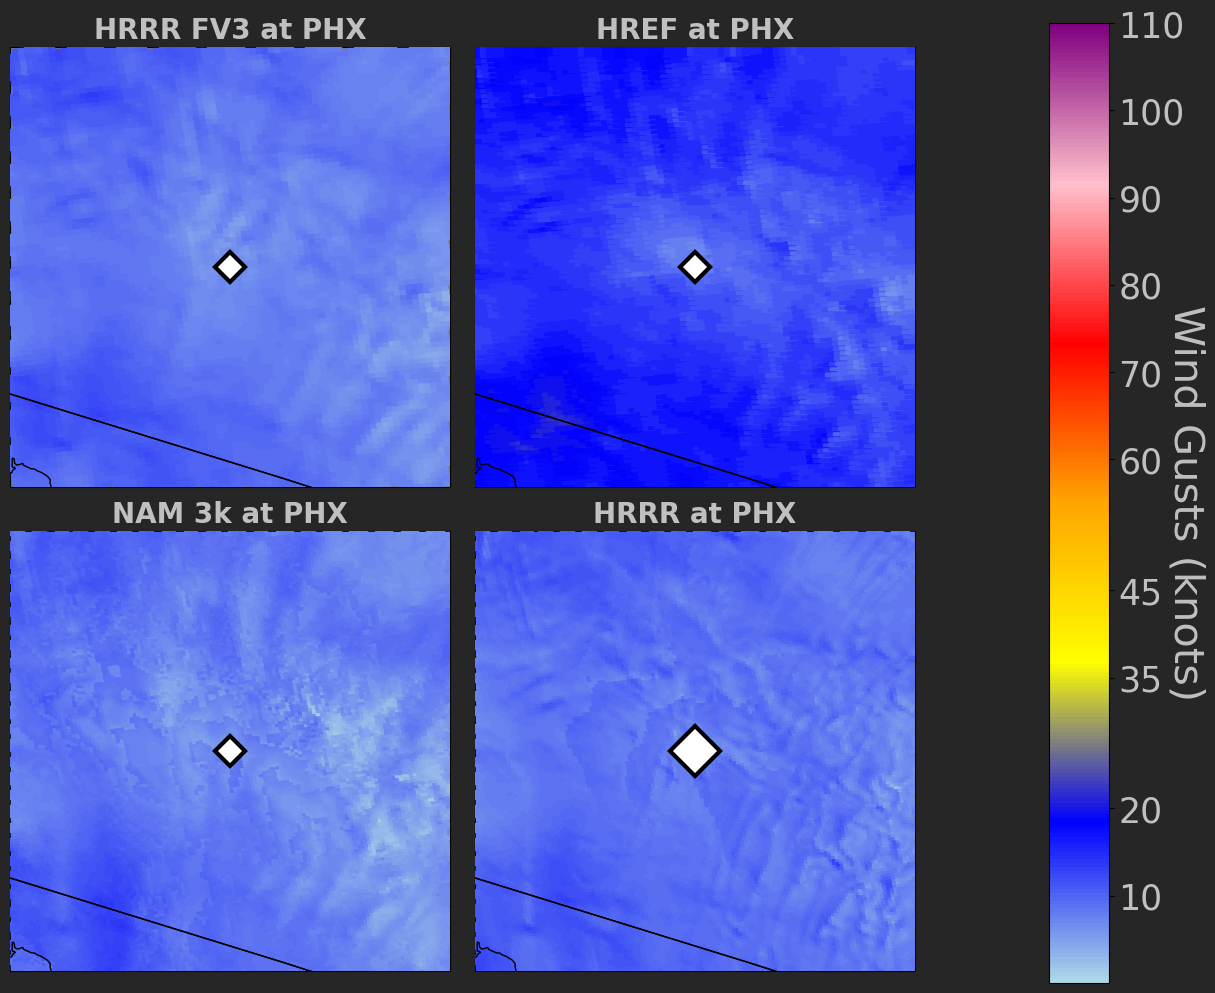 HRRR FV3 at PHX
HREF at PHX
NAM 3k at PHX
HRRR at PHX
110
100
90
80
70
60
45
35
20
10
Wind Gusts (knots)